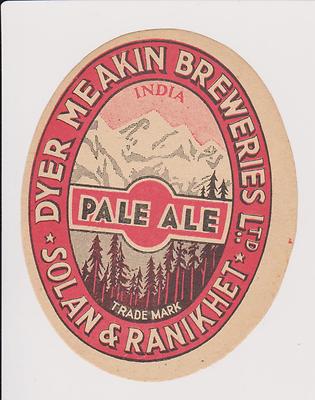 DYER MEAKIN BREWERIES LTD.
INDIA
PALE ALE
TRADE MARK
* SOLAN & RANIKHET *